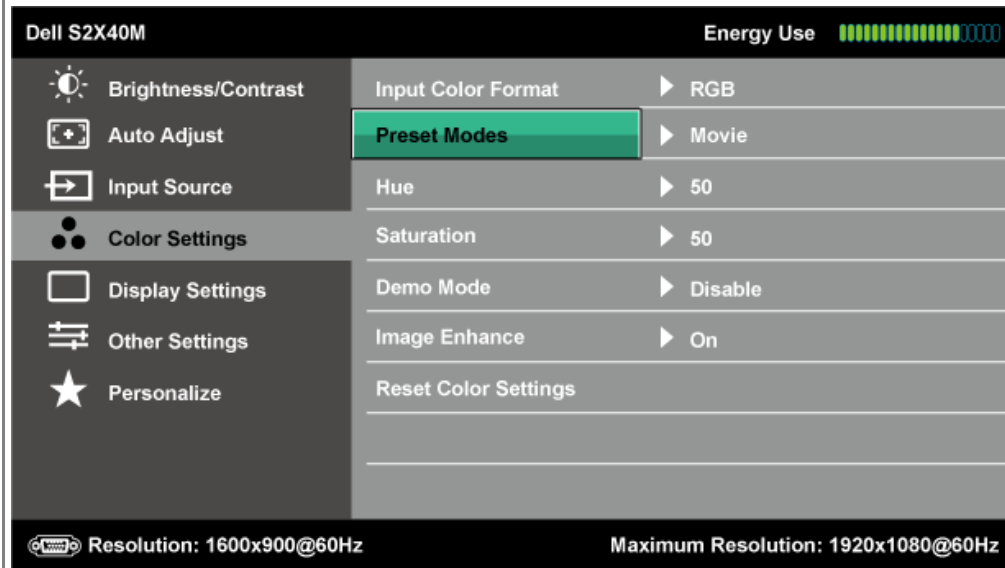 Dell S2X40M Energy Use
Brightness/Contrast Input Color Format RGB
Auto Adjust Preset Modes Movie
Input Source Hue 50
Color Settings Saturation 50
Display Settings Demo Mode Disable
Other Settings Image Enhance On
Personalize Reset Color Settings
Resolution: 1600x900@60Hz Maximum Resolution: 1920x1080@60Hz